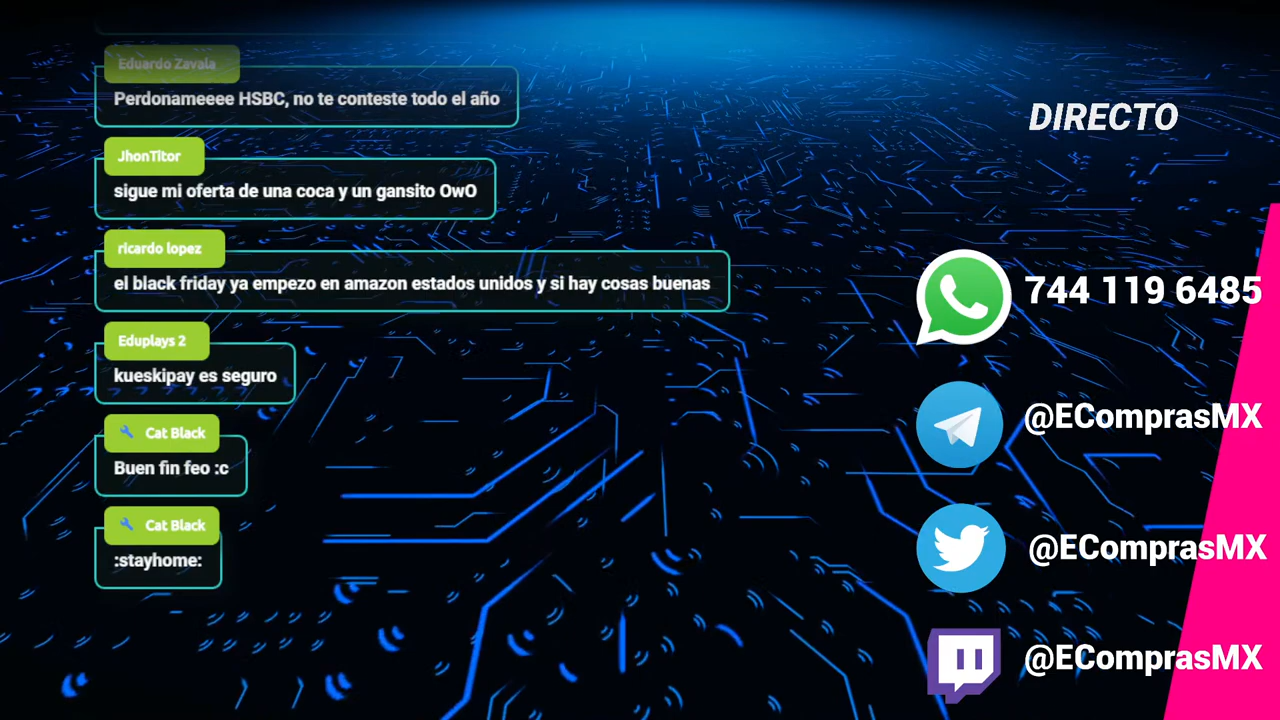 Eduardo Zavala
Perdonameeee HSBC, no te conteste todo el año
JhonTitor
sigue mi oferta de una coca y un gansito OwO
ricardo lopez
el black friday ya empezo en amazon estados unidos y si hay cosas buenas
Eduplays 2
kueskipay es seguro
Cat Black
Buen fin feo :c
Cat Black
:stayhome:
DIRECTO
744 119 6485
@EComprasMX
@EComprasMX
@EComprasMX